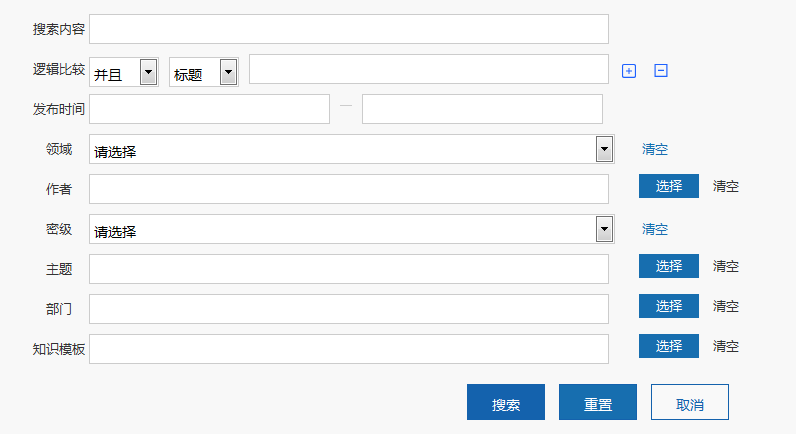 搜索内容
逻辑比较 并且 标题
发布时间 —
领域 请选择 清空
作者 选择 清空
密级 请选择 清空
主题 选择 清空
部门 选择 清空
知识模板 选择 清空
搜索 重置 取消